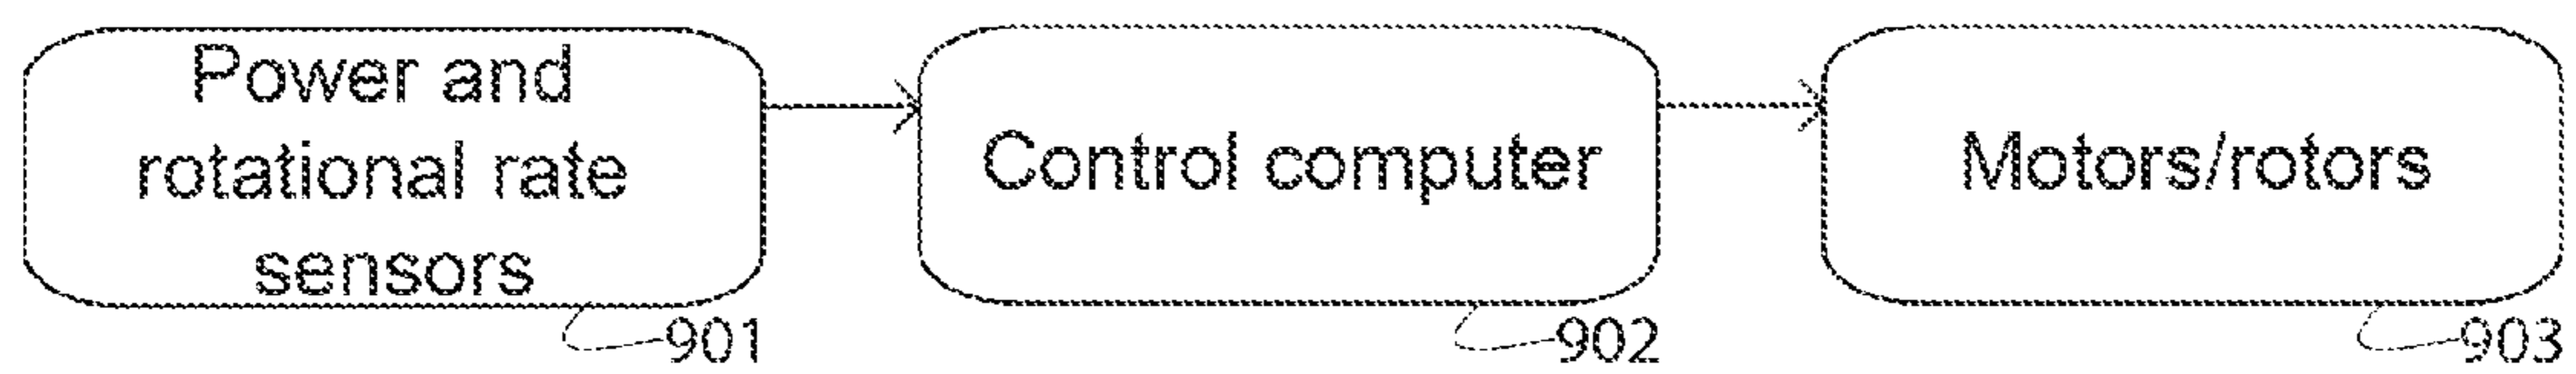 Power and
rotational rate
sensors
901
Control computer
902
Motors/rotors
903